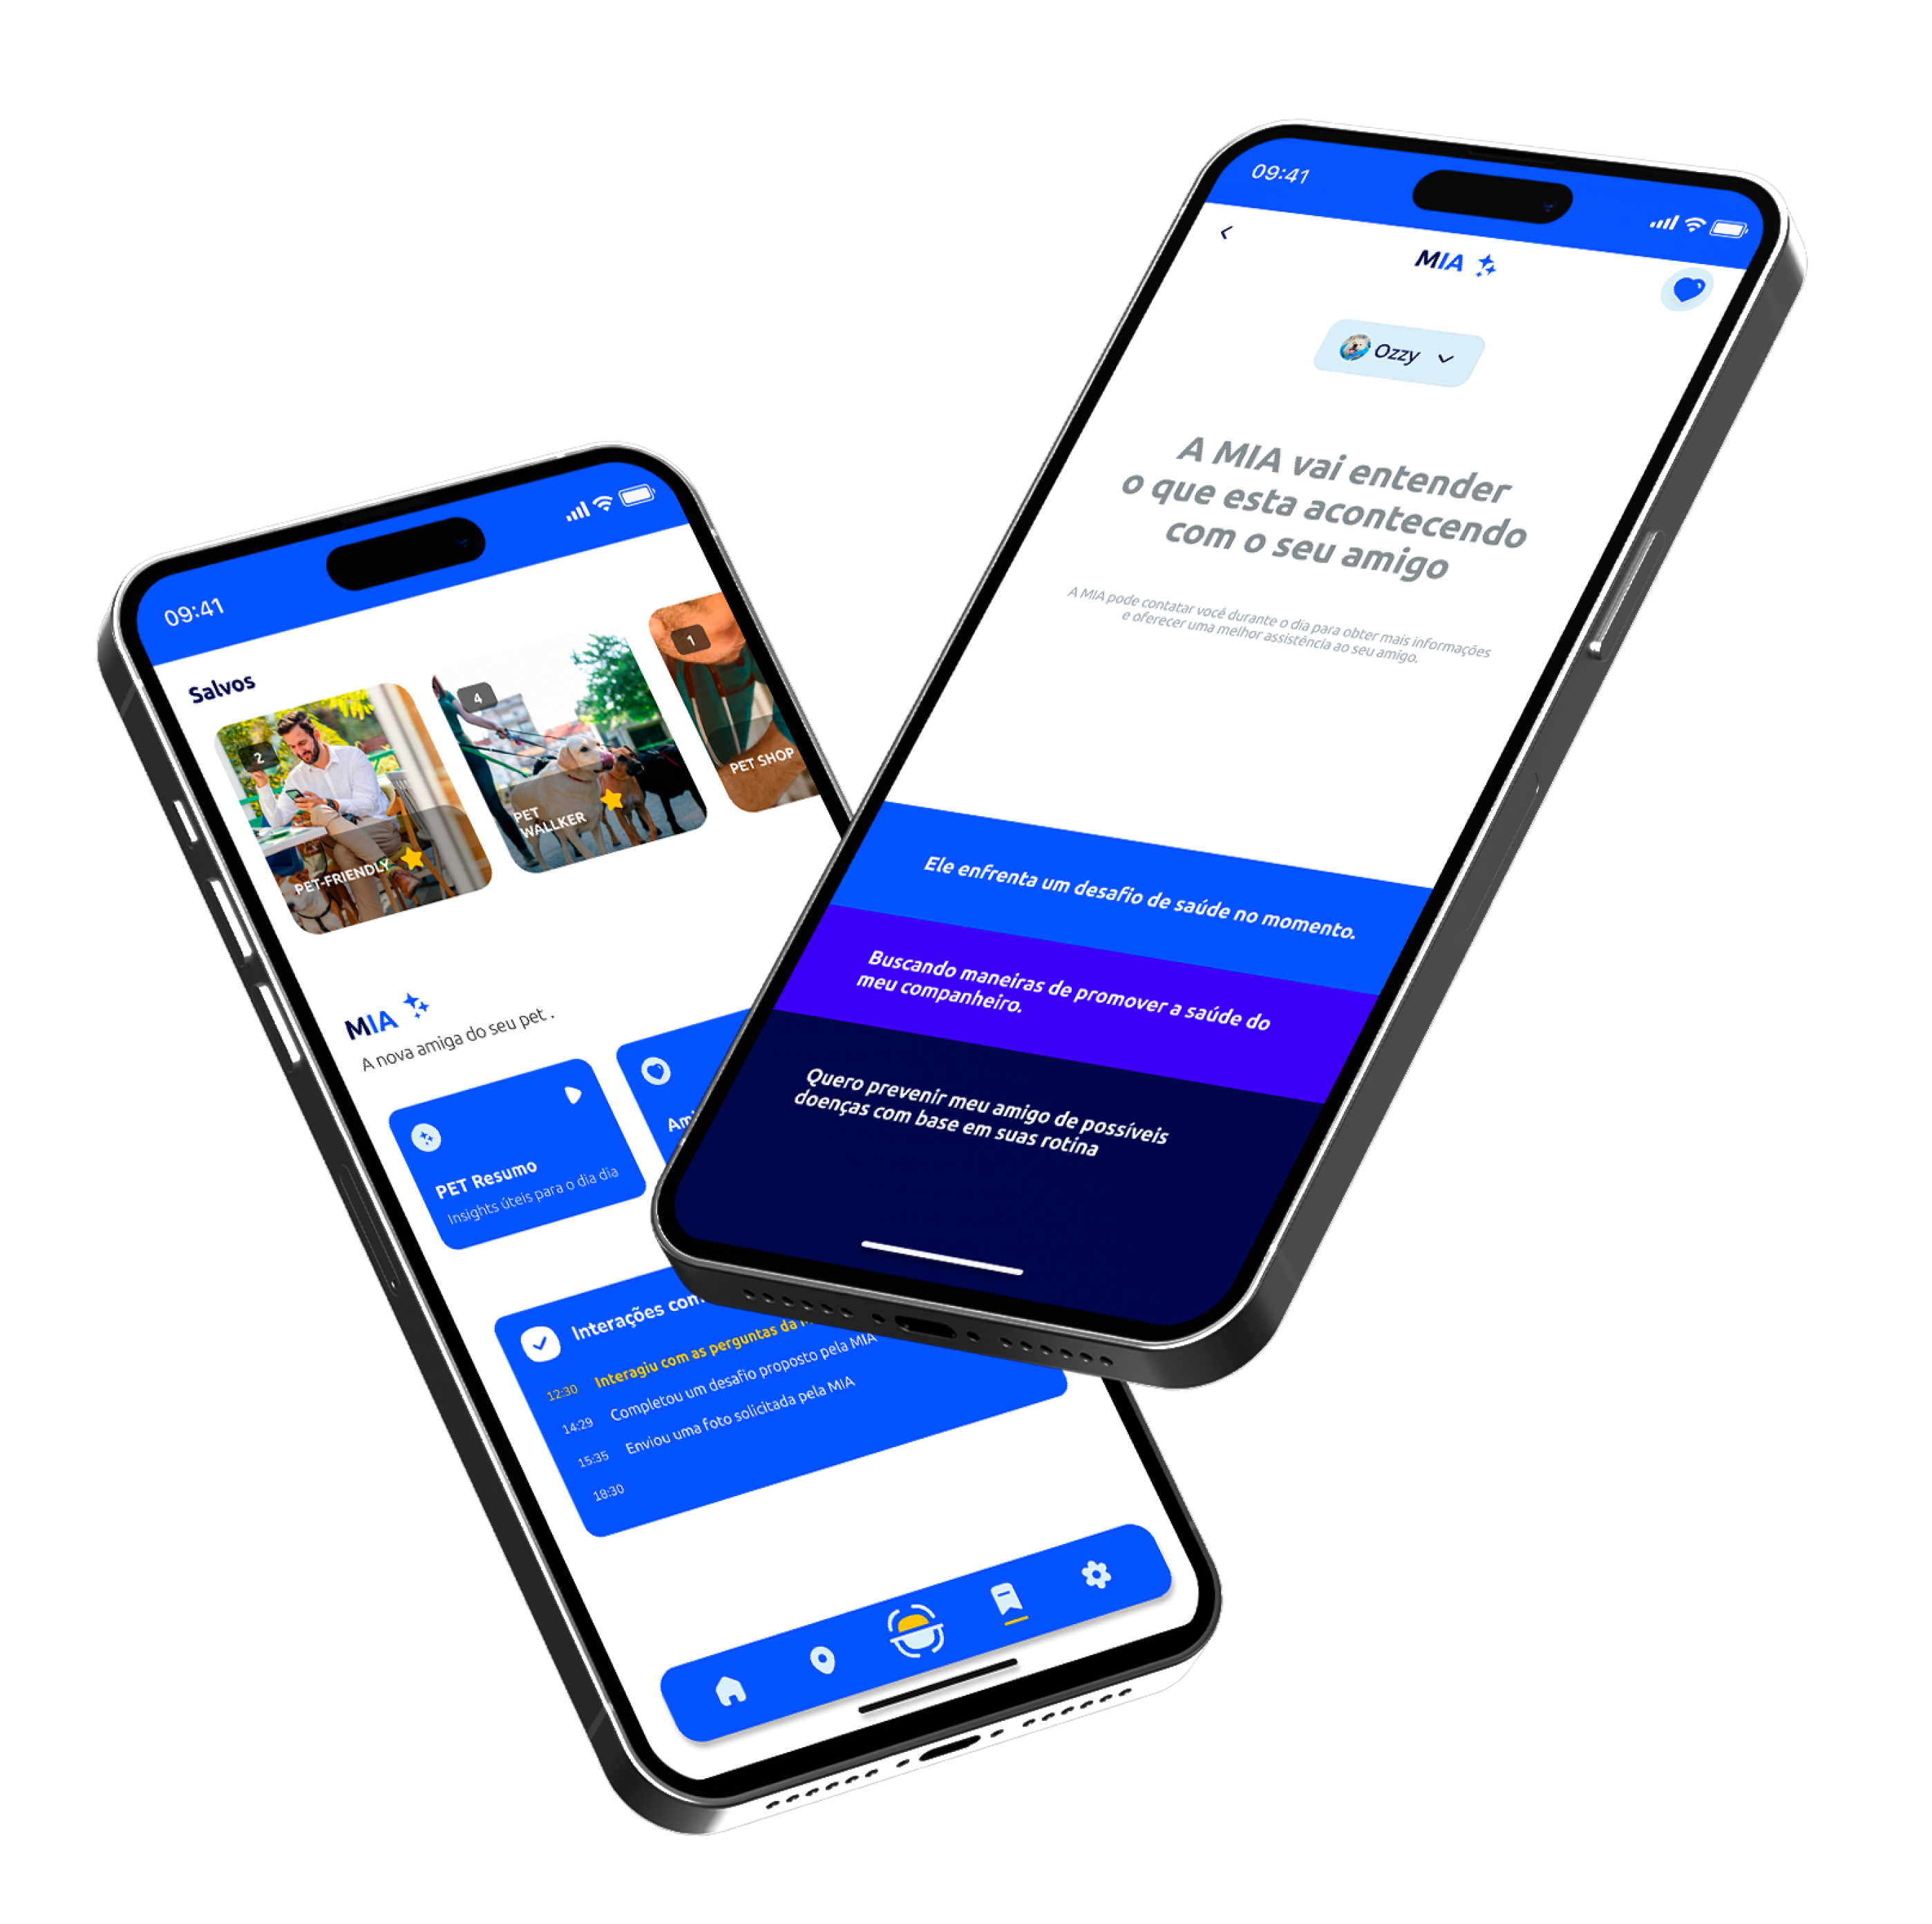 09:41
Salvos
2
PET-FRIENDLY
4
PET
WALLKER
1
PET SHOP
MIA
A nova amiga do seu pet .
PET Resumo
Insights úteis para o dia dia
Interações
12:30 Interagiu com as perguntas da
14:29 Completou um desafio proposto pela MIA
15:35 Enviou uma foto solicitada pela MIA
18:30
09:41
MIA
Ozzy
A MIA vai entender
o que esta acontecendo
com o seu amigo
A MIA pode contatar você durante o dia para obter mais informações
e oferecer uma melhor assistência ao seu amigo.
Ele enfrenta um desafio de saúde no momento.
Buscando maneiras de promover a saúde do
meu companheiro.
Quero prevenir meu amigo de possíveis
doenças com base em suas rotina